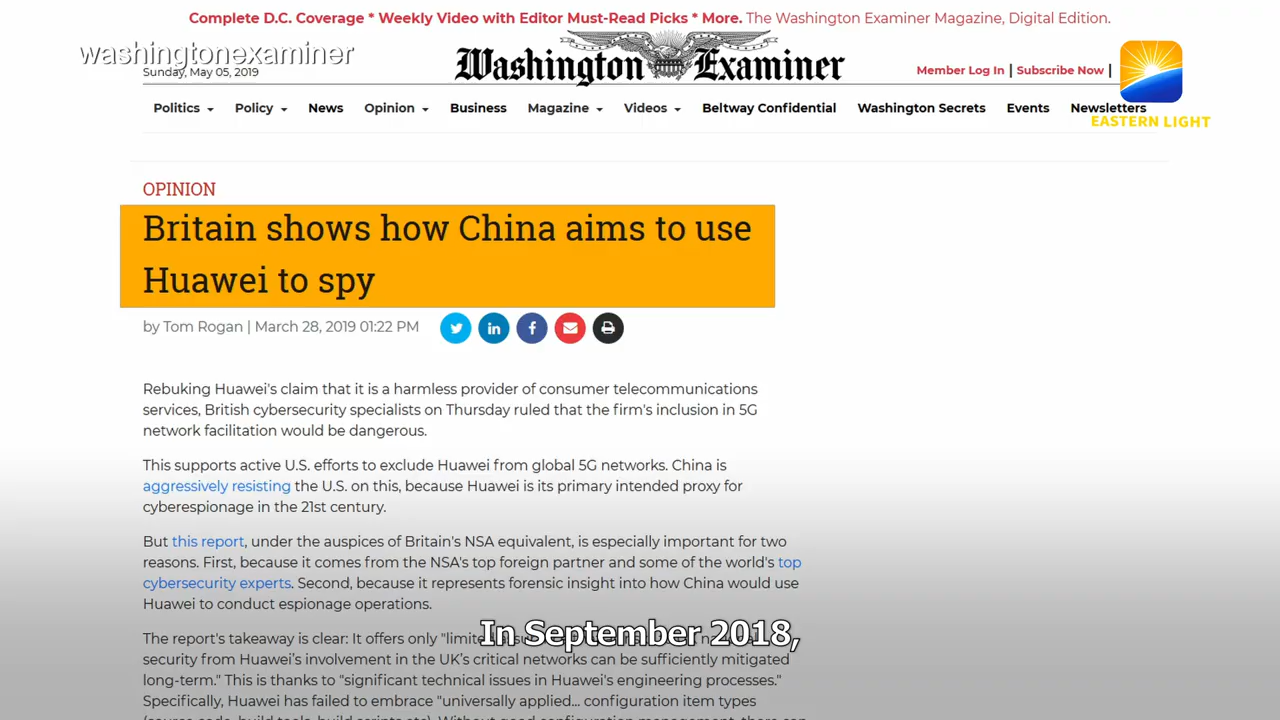 Complete D.C. Coverage * Weekly Video with Editor Must-Read Picks * More. The Washington Examiner Magazine, Digital Edition.
washingtonexaminer
Sunday, May 05, 2019
Washington Examiner
Member Log In | Subscribe Now |
Politics Policy News Opinion Business Magazine Videos Beltway Confidential Washington Secrets Events Newsletters
EASTERN LIGHT
OPINION
Britain shows how China aims to use
Huawei to spy
by Tom Rogan | March 28, 2019 01:22 PM
Rebuking Huawei's claim that it is a harmless provider of consumer telecommunications
services, British cybersecurity specialists on Thursday ruled that the firm's inclusion in 5G
network facilitation would be dangerous.
This supports active U.S. efforts to exclude Huawei from global 5G networks. China is
aggressively resisting the U.S. on this, because Huawei is its primary intended proxy for
cyberespionage in the 21st century.
But this report, under the auspices of Britain's NSA equivalent, is especially important for two
reasons. First, because it comes from the NSA's top foreign partner and some of the world's top
cybersecurity experts. Second, because it represents forensic insight into how China would use
Huawei to conduct espionage operations.
The report's takeaway is clear: It offers only
In September 2018,
security from Huawei's involvement in the UK's critical networks can be sufficiently mitigated
long-term." This is thanks to "significant technical issues in Huawei's engineering processes."
Specifically, Huawei has failed to embrace "universally applied... configuration item types